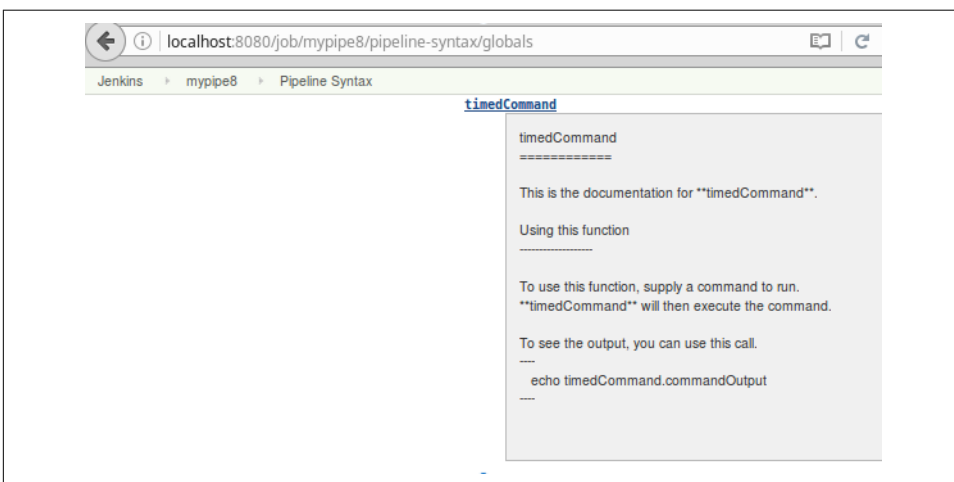 localhost:8080/job/mypipe8/pipeline-syntax/globals
Jenkins mypipe8 Pipeline Syntax
timedCommand
timedCommand
============
This is the documentation for **timedCommand**.
Using this function
-------------------
To use this function, supply a command to run.
**timedCommand** will then execute the command.
To see the output, you can use this call.
----
echo timedCommand.commandOutput
----